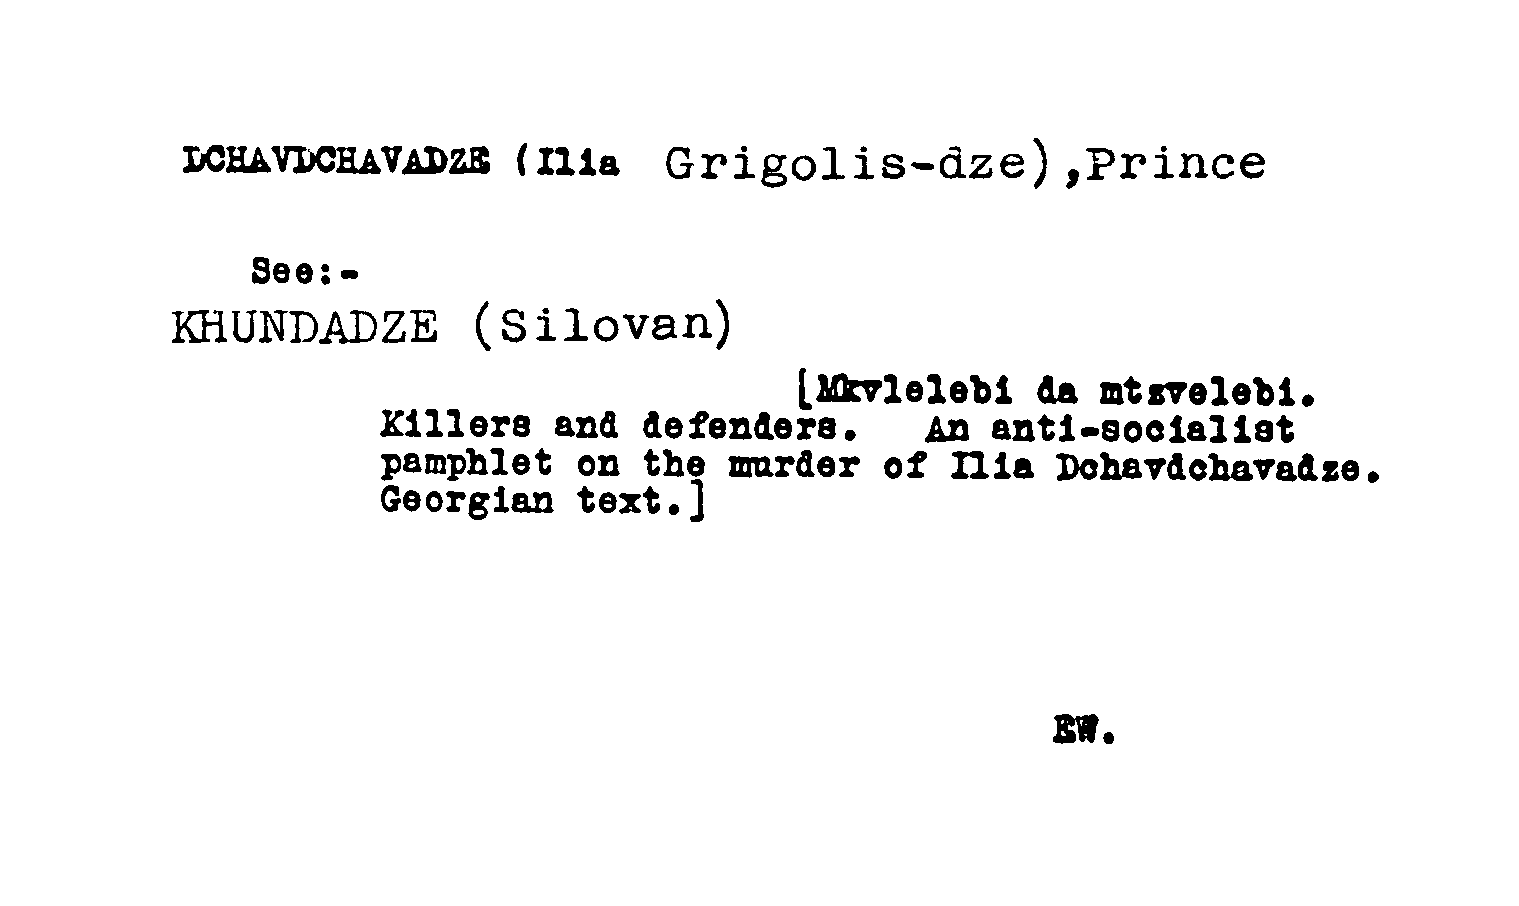 DCHAVDCHAVADZE (Ilia Grigolis-dze),Prince
See:-
KHUNDADZE (Silovan)
[Mkvlelebi da mtsvelebi.
Killers and defenders. An anti-socialist
pamphlet on the murder of Ilia Dchavdchavadze.
Georgian text.]
EW.